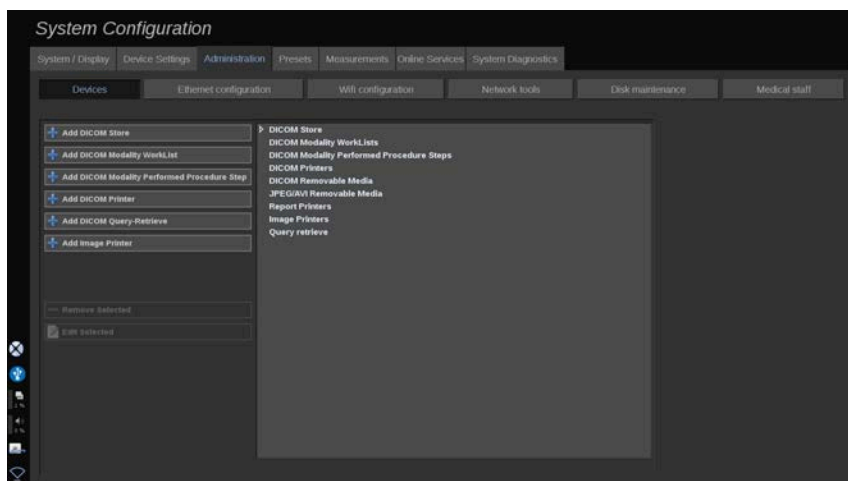 System Configuration
System / Display Device Settings Administration Presets Measurements Online Services System Diagnostics
Devices Ethernet configuration Wifi configuration Network tools Disk maintenance Medical staff
Add DICOM Store
Add DICOM Modality WorkList
Add DICOM Modality Performed Procedure Step
Add DICOM Printer
Add DICOM Query-Retrieve
Add Image Printer
Remove Selected
Edit Selected
DICOM Store
DICOM Modality WorkLists
DICOM Modality Performed Procedure Steps
DICOM Printers
DICOM Removable Media
JPEG/AVI Removable Media
Report Printers
Image Printers
Query retrieve